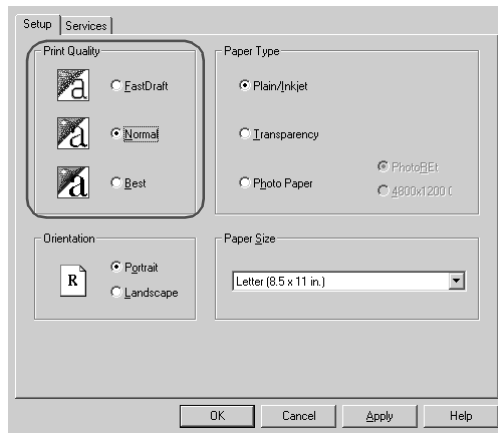 Setup
Services
Print Quality
a
FastDraft
a
Normal
a
Best
Paper Type
Plain/Inkjet
Transparency
Photo Paper
PhotoREt
4800x1200
Orientation
R
Portrait
Landscape
Paper Size
Letter (8.5 x 11 in.)
OK
Cancel
Apply
Help